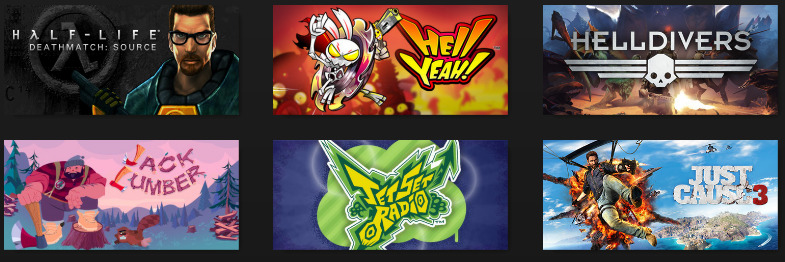 HALF-LIFE
DEATHMATCH: SOURCE
HELL
YEAH!
HELLDIVERS
JACK
LUMBER
JET SET
RADIO
JUST
CAUSE 3